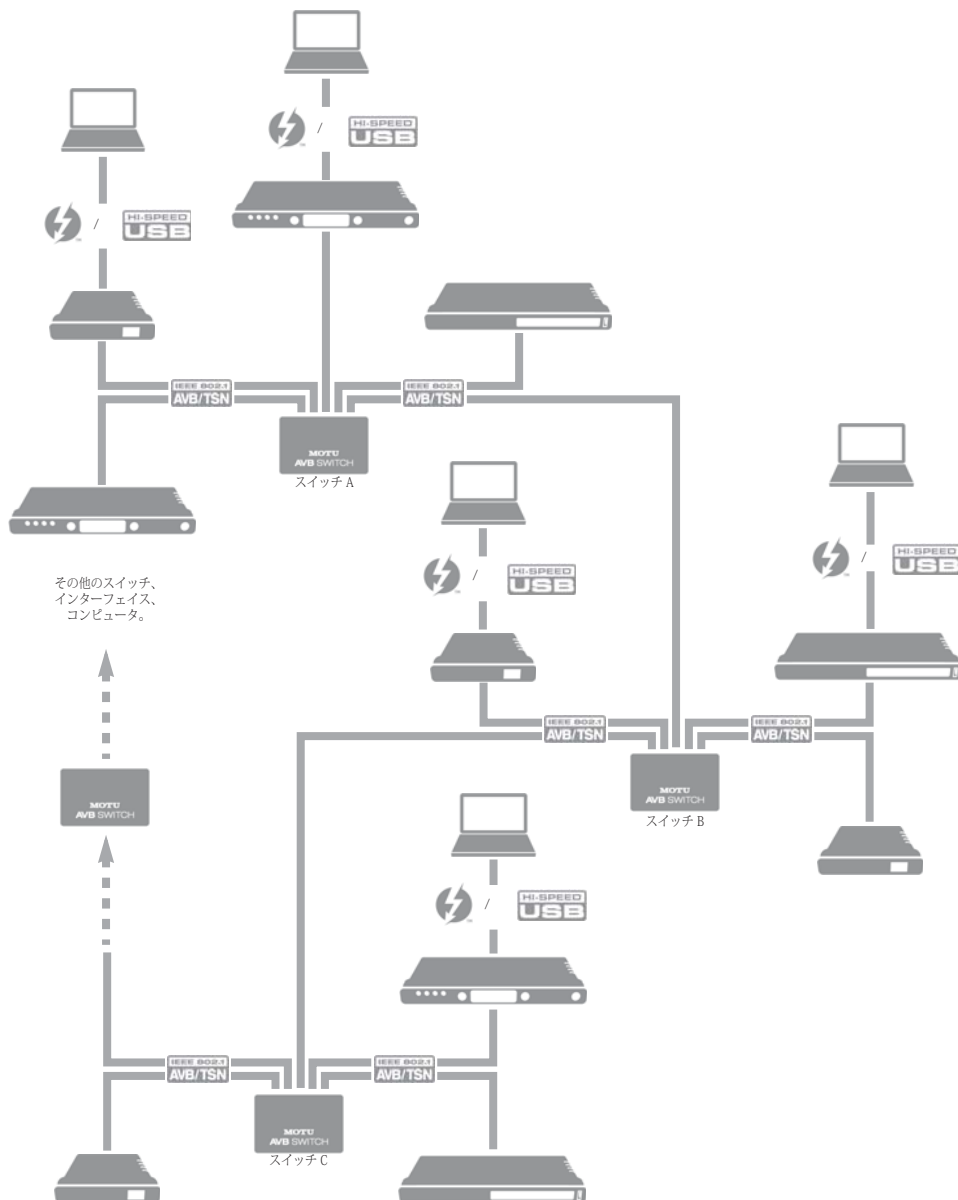 /
HI-SPEED
USB
/
HI-SPEED
USB
IEEE 802.1
AVB/TSN
IEEE 802.1
AVB/TSN
MOTU
AVB SWITCH
スイッチ A
/
HI-SPEED
USB
/
HI-SPEED
USB
その他のスイッチ、
インターフェイス、
コンピュータ。
IEEE 802.1
AVB/TSN
IEEE 802.1
AVB/TSN
MOTU
AVB SWITCH
スイッチ B
MOTU
AVB SWITCH
/
HI-SPEED
USB
IEEE 802.1
AVB/TSN
IEEE 802.1
AVB/TSN
MOTU
AVB SWITCH
スイッチ C